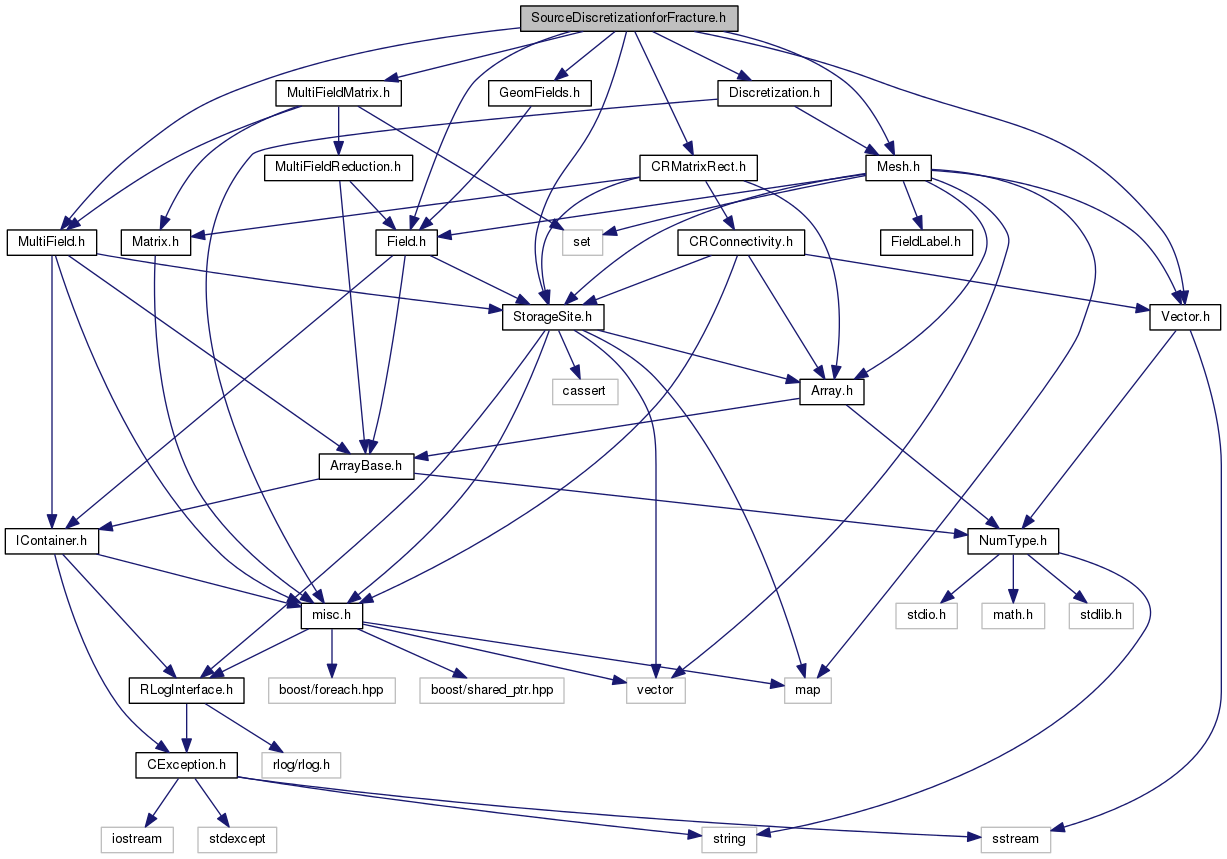 SourceDiscretizationforFracture.h
MultiFieldMatrix.h
GeomFields.h
Discretization.h
MultiFieldReduction.h
CRMatrixRect.h
Mesh.h
MultiField.h
Matrix.h
Field.h
set
CRConnectivity.h
FieldLabel.h
StorageSite.h
Vector.h
cassert
Array.h
ArrayBase.h
IContainer.h
NumType.h
misc.h
stdio.h
math.h
stdlib.h
RLogInterface.h
boost/foreach.hpp
boost/shared_ptr.hpp
vector
map
CException.h
rlog/rlog.h
iostream
stdexcept
string
sstream